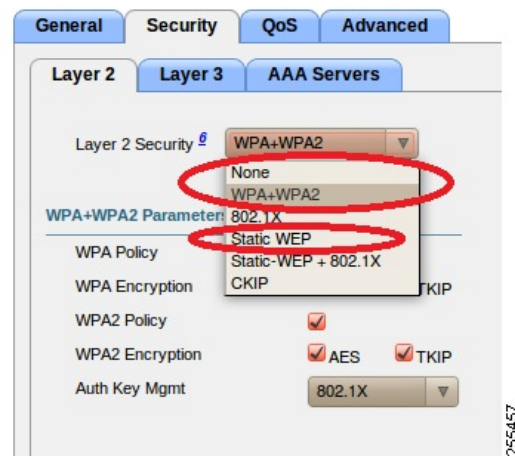 General Security QoS Advanced
Layer 2 Layer 3 AAA Servers
Layer 2 Security 6 WPA+WPA2
None
WPA+WPA2
WPA+WPA2 Parameters 802.1X
Static WEP
WPA Policy
Static-WEP + 802.1X
WPA Encryption CKIP TKIP
WPA2 Policy
WPA2 Encryption AES TKIP
Auth Key Mgmt 802.1X
255457